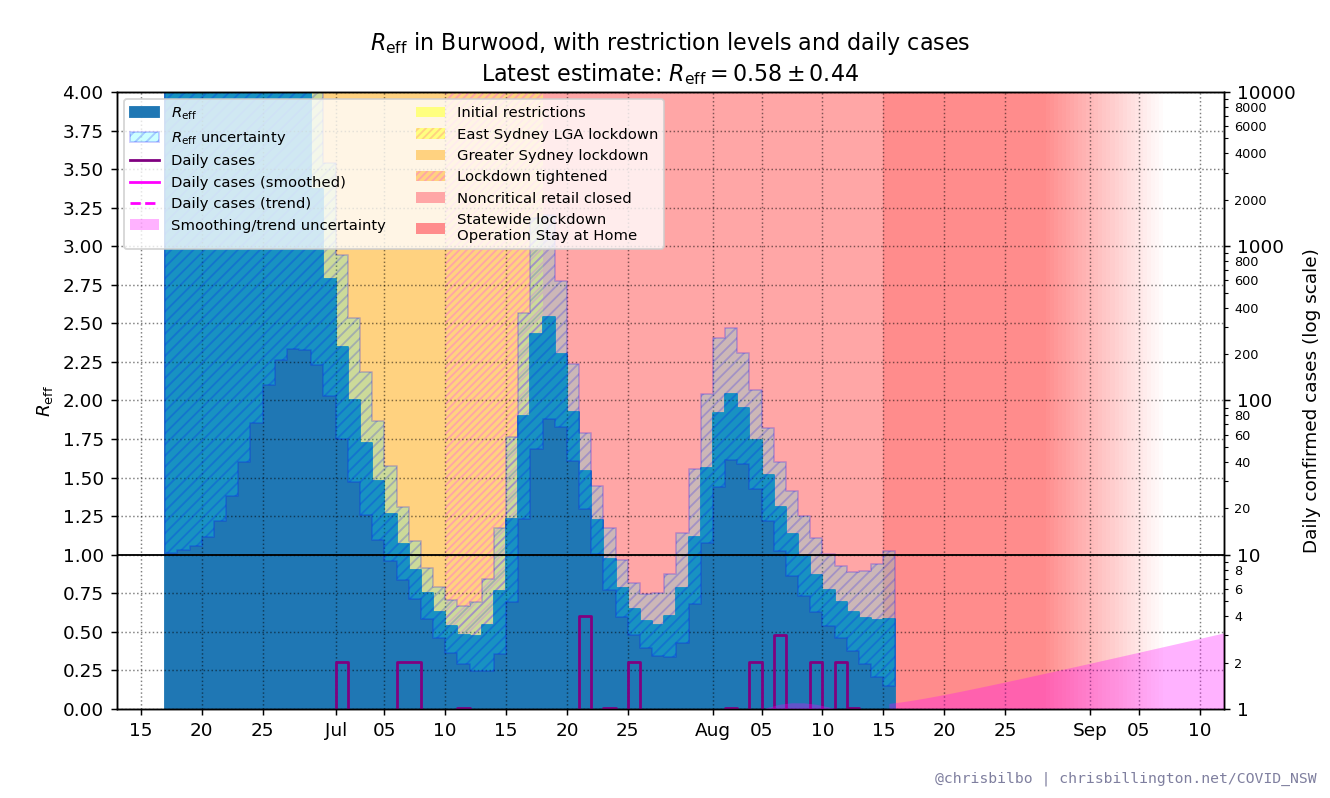 Reff in Burwood, with restriction levels and daily cases
Latest estimate: Reff = 0.58 ± 0.44
Reff
Reff uncertainty
Daily cases
Daily cases (smoothed)
Daily cases (trend)
Smoothing/trend uncertainty
Initial restrictions
East Sydney LGA lockdown
Greater Sydney lockdown
Lockdown tightened
Noncritical retail closed
Statewide lockdown
Operation Stay at Home
4.00
3.75
3.50
3.25
3.00
2.75
2.50
2.25
2.00
1.75
1.50
1.25
1.00
0.75
0.50
0.25
0.00
Reff
10000
8000
6000
4000
2000
1000
800
600
400
200
100
80
60
40
20
10
8
6
4
2
1
Daily confirmed cases (log scale)
15 20 25 Jul 05 10 15 20 25 Aug 05 10 15 20 25 Sep 05 10
@chrisbilbo | chrisbillington.net/COVID_NSW